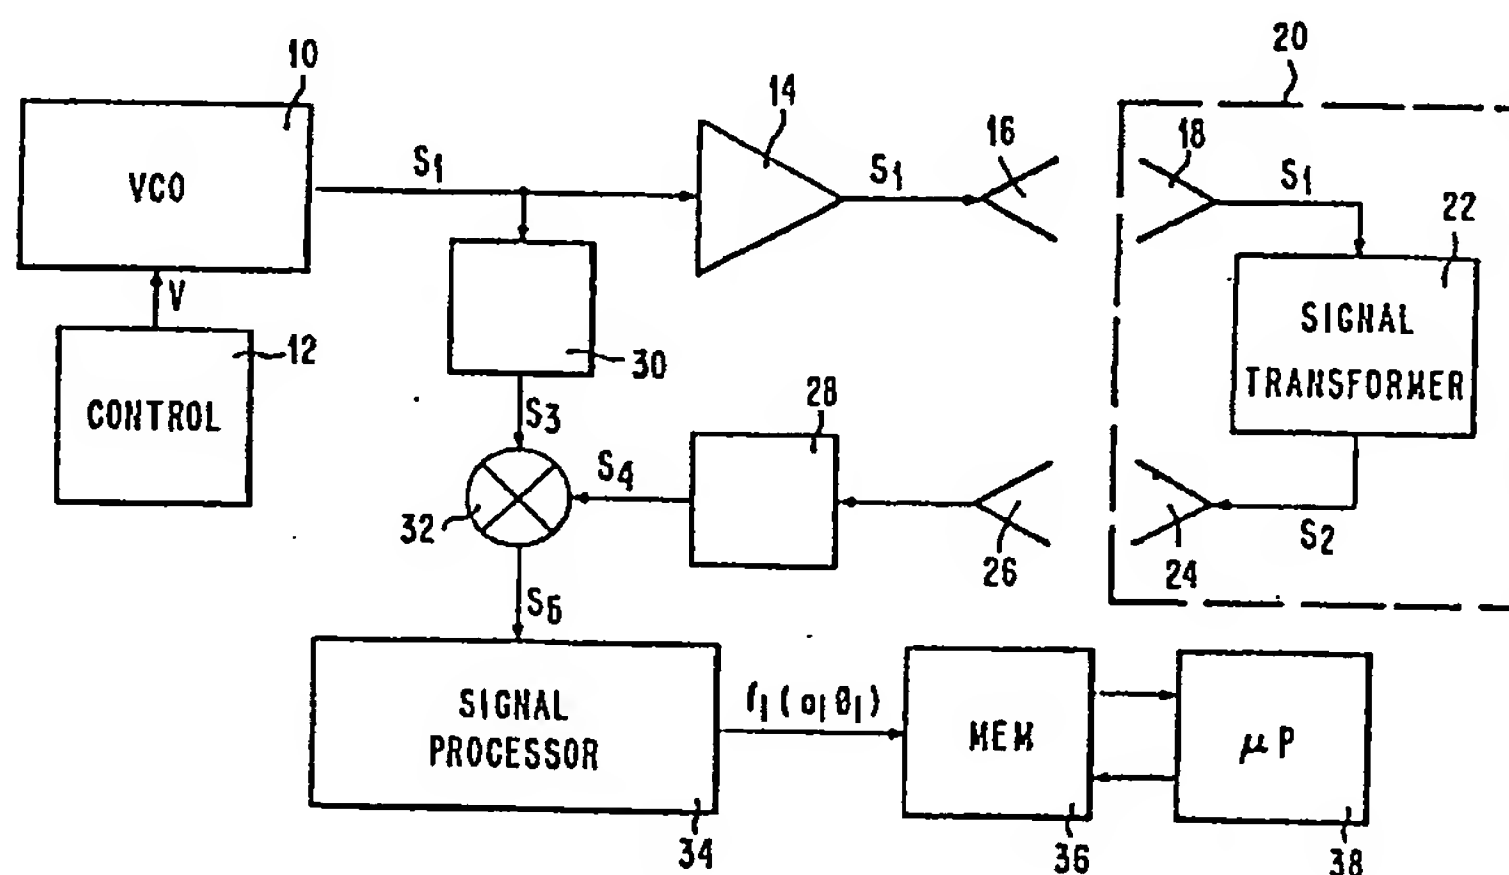 20
10
14
16
18
VCO
S1
S1
S1
22
V
SIGNAL
TRANSFORMER
12
30
CONTROL
28
S3
S4
32
26
24
S2
S5
SIGNAL
PROCESSOR
MEM
μP
34
36
38